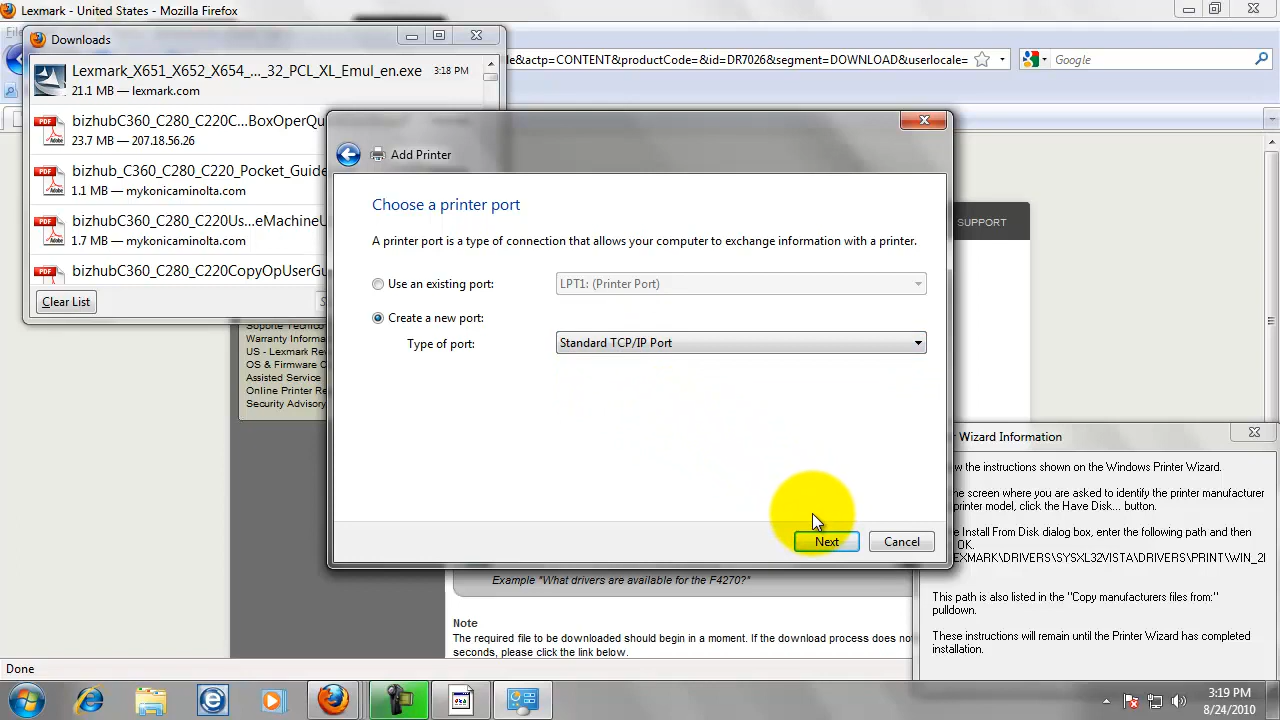 Lexmark - United States - Mozilla Firefox
Downloads
Lexmark_X651_X652_X654_..._32_PCL_XL_Emul_en.exe
3:18 PM
21.1 MB — lexmark.com
bizhubC360_C280_C220C...BoxOperQu
23.7 MB — 207.18.56.26
bizhub_C360_C280_C220_Pocket_Guide
1.1 MB — mykonicaminolta.com
bizhubC360_C280_C220Us...eMachineU
1.7 MB — mykonicaminolta.com
bizhubC360_C280_C220CopyOpUserGu
Clear List
le&actp=CONTENT&productCode=&id=DR7026&segment=DOWNLOAD&userlocale=
Google
SUPPORT
Add Printer
Choose a printer port
A printer port is a type of connection that allows your computer to exchange information with a printer.
Use an existing port:
LPT1: (Printer Port)
Create a new port:
Type of port:
Standard TCP/IP Port
Next
Cancel
Soporte Técnico
Warranty Informa
US - Lexmark Re
OS & Firmware C
Assisted Service
Online Printer Re
Security Advisory
Wizard Information
w the instructions shown on the Windows Printer Wizard.
e screen where you are asked to identify the printer manufacturer
printer model, click the Have Disk... button.
e Install From Disk dialog box, enter the following path and then
OK.
EXMARK\DRIVERS\SYSXL32VISTA\DRIVERS\PRINT\WIN_2
This path is also listed in the "Copy manufacturers files from:"
pulldown.
These instructions will remain until the Printer Wizard has completed
installation.
Example "What drivers are available for the F4270?"
Note
The required file to be downloaded should begin in a moment. If the download process does no
seconds, please click the link below.
Done
3:19 PM
8/24/2010